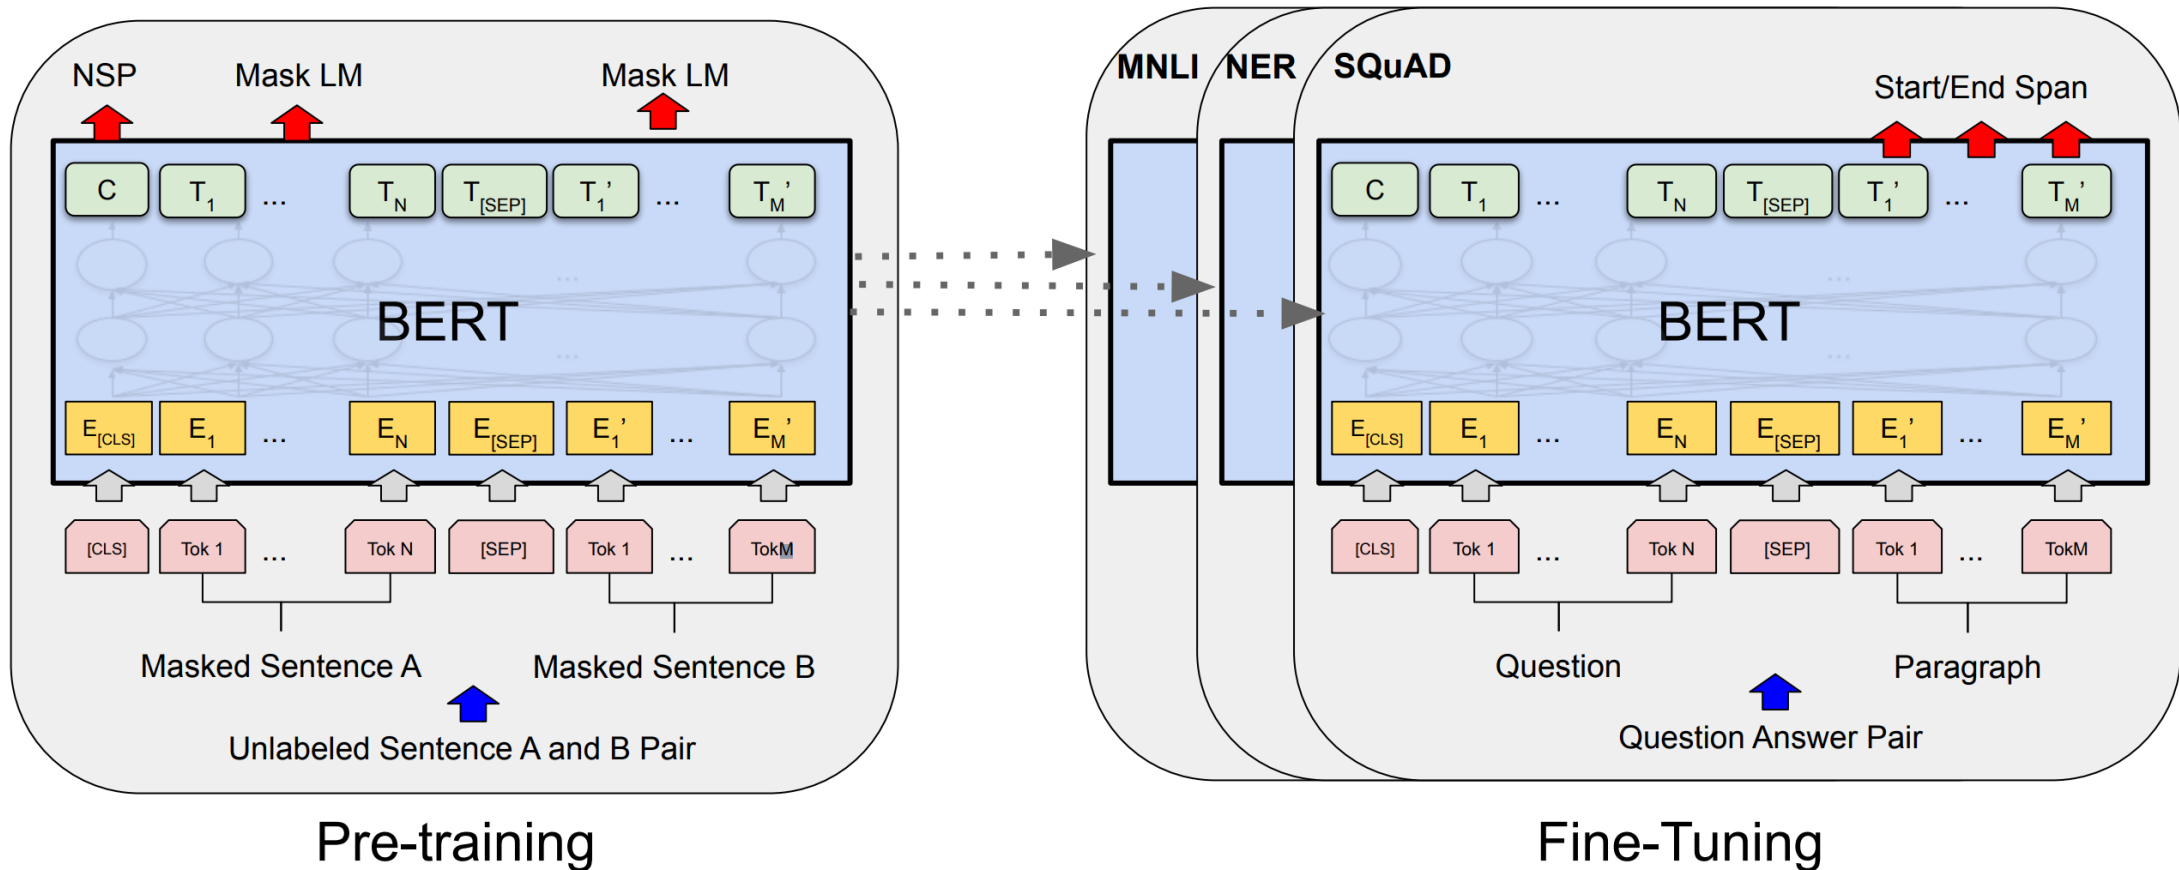 NSP Mask LM Mask LM
C T1 ... TN T[SEP] T1’ ... TM’
...
BERT
...
E[CLS] E1 ... EN E[SEP] E1’ ... EM’
[CLS] Tok 1 ... Tok N [SEP] Tok 1 ... TokM
Masked Sentence A Masked Sentence B
Unlabeled Sentence A and B Pair
Pre-training
MNLI NER SQuAD
Start/End Span
C T1 ... TN T[SEP] T1’ ... TM’
...
BERT
...
E[CLS] E1 ... EN E[SEP] E1’ ... EM’
[CLS] Tok 1 ... Tok N [SEP] Tok 1 ... TokM
Question Paragraph
Question Answer Pair
Fine-Tuning